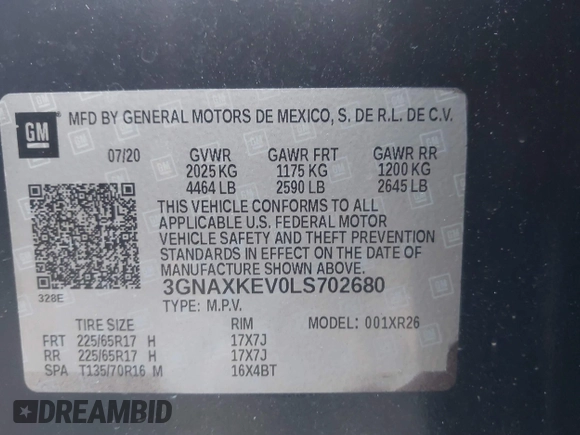 GM
MFD BY GENERAL MOTORS DE MEXICO, S. DE R.L. DE C.V.
07/20 GVWR GAWR FRT GAWR RR
2025 KG 1175 KG 1200 KG
4464 LB 2590 LB 2645 LB
THIS VEHICLE CONFORMS TO ALL
APPLICABLE U.S. FEDERAL MOTOR
VEHICLE SAFETY AND THEFT PREVENTION
STANDARDS IN EFFECT ON THE DATE OF
MANUFACTURE SHOWN ABOVE.
328E
3GNAXKEV0LS702680
TYPE: M.P.V.
TIRE SIZE RIM MODEL: 001XR26
FRT 225/65R17 H 17X7J
RR 225/65R17 H 17X7J
SPA T135/70R16 M 16X4BT
DREAMBID